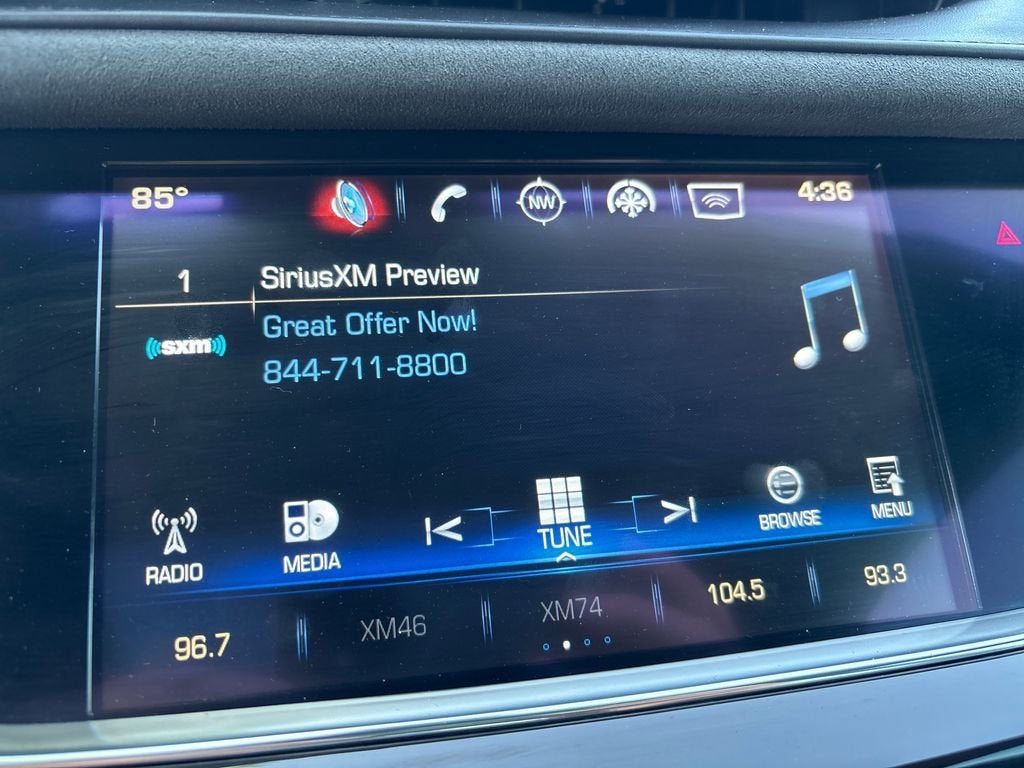 85°
NW
4:36
1
SiriusXM Preview
((sxm))
Great Offer Now!
844-711-8800
RADIO
MEDIA
TUNE
BROWSE
MENU
96.7
XM46
XM74
104.5
93.3